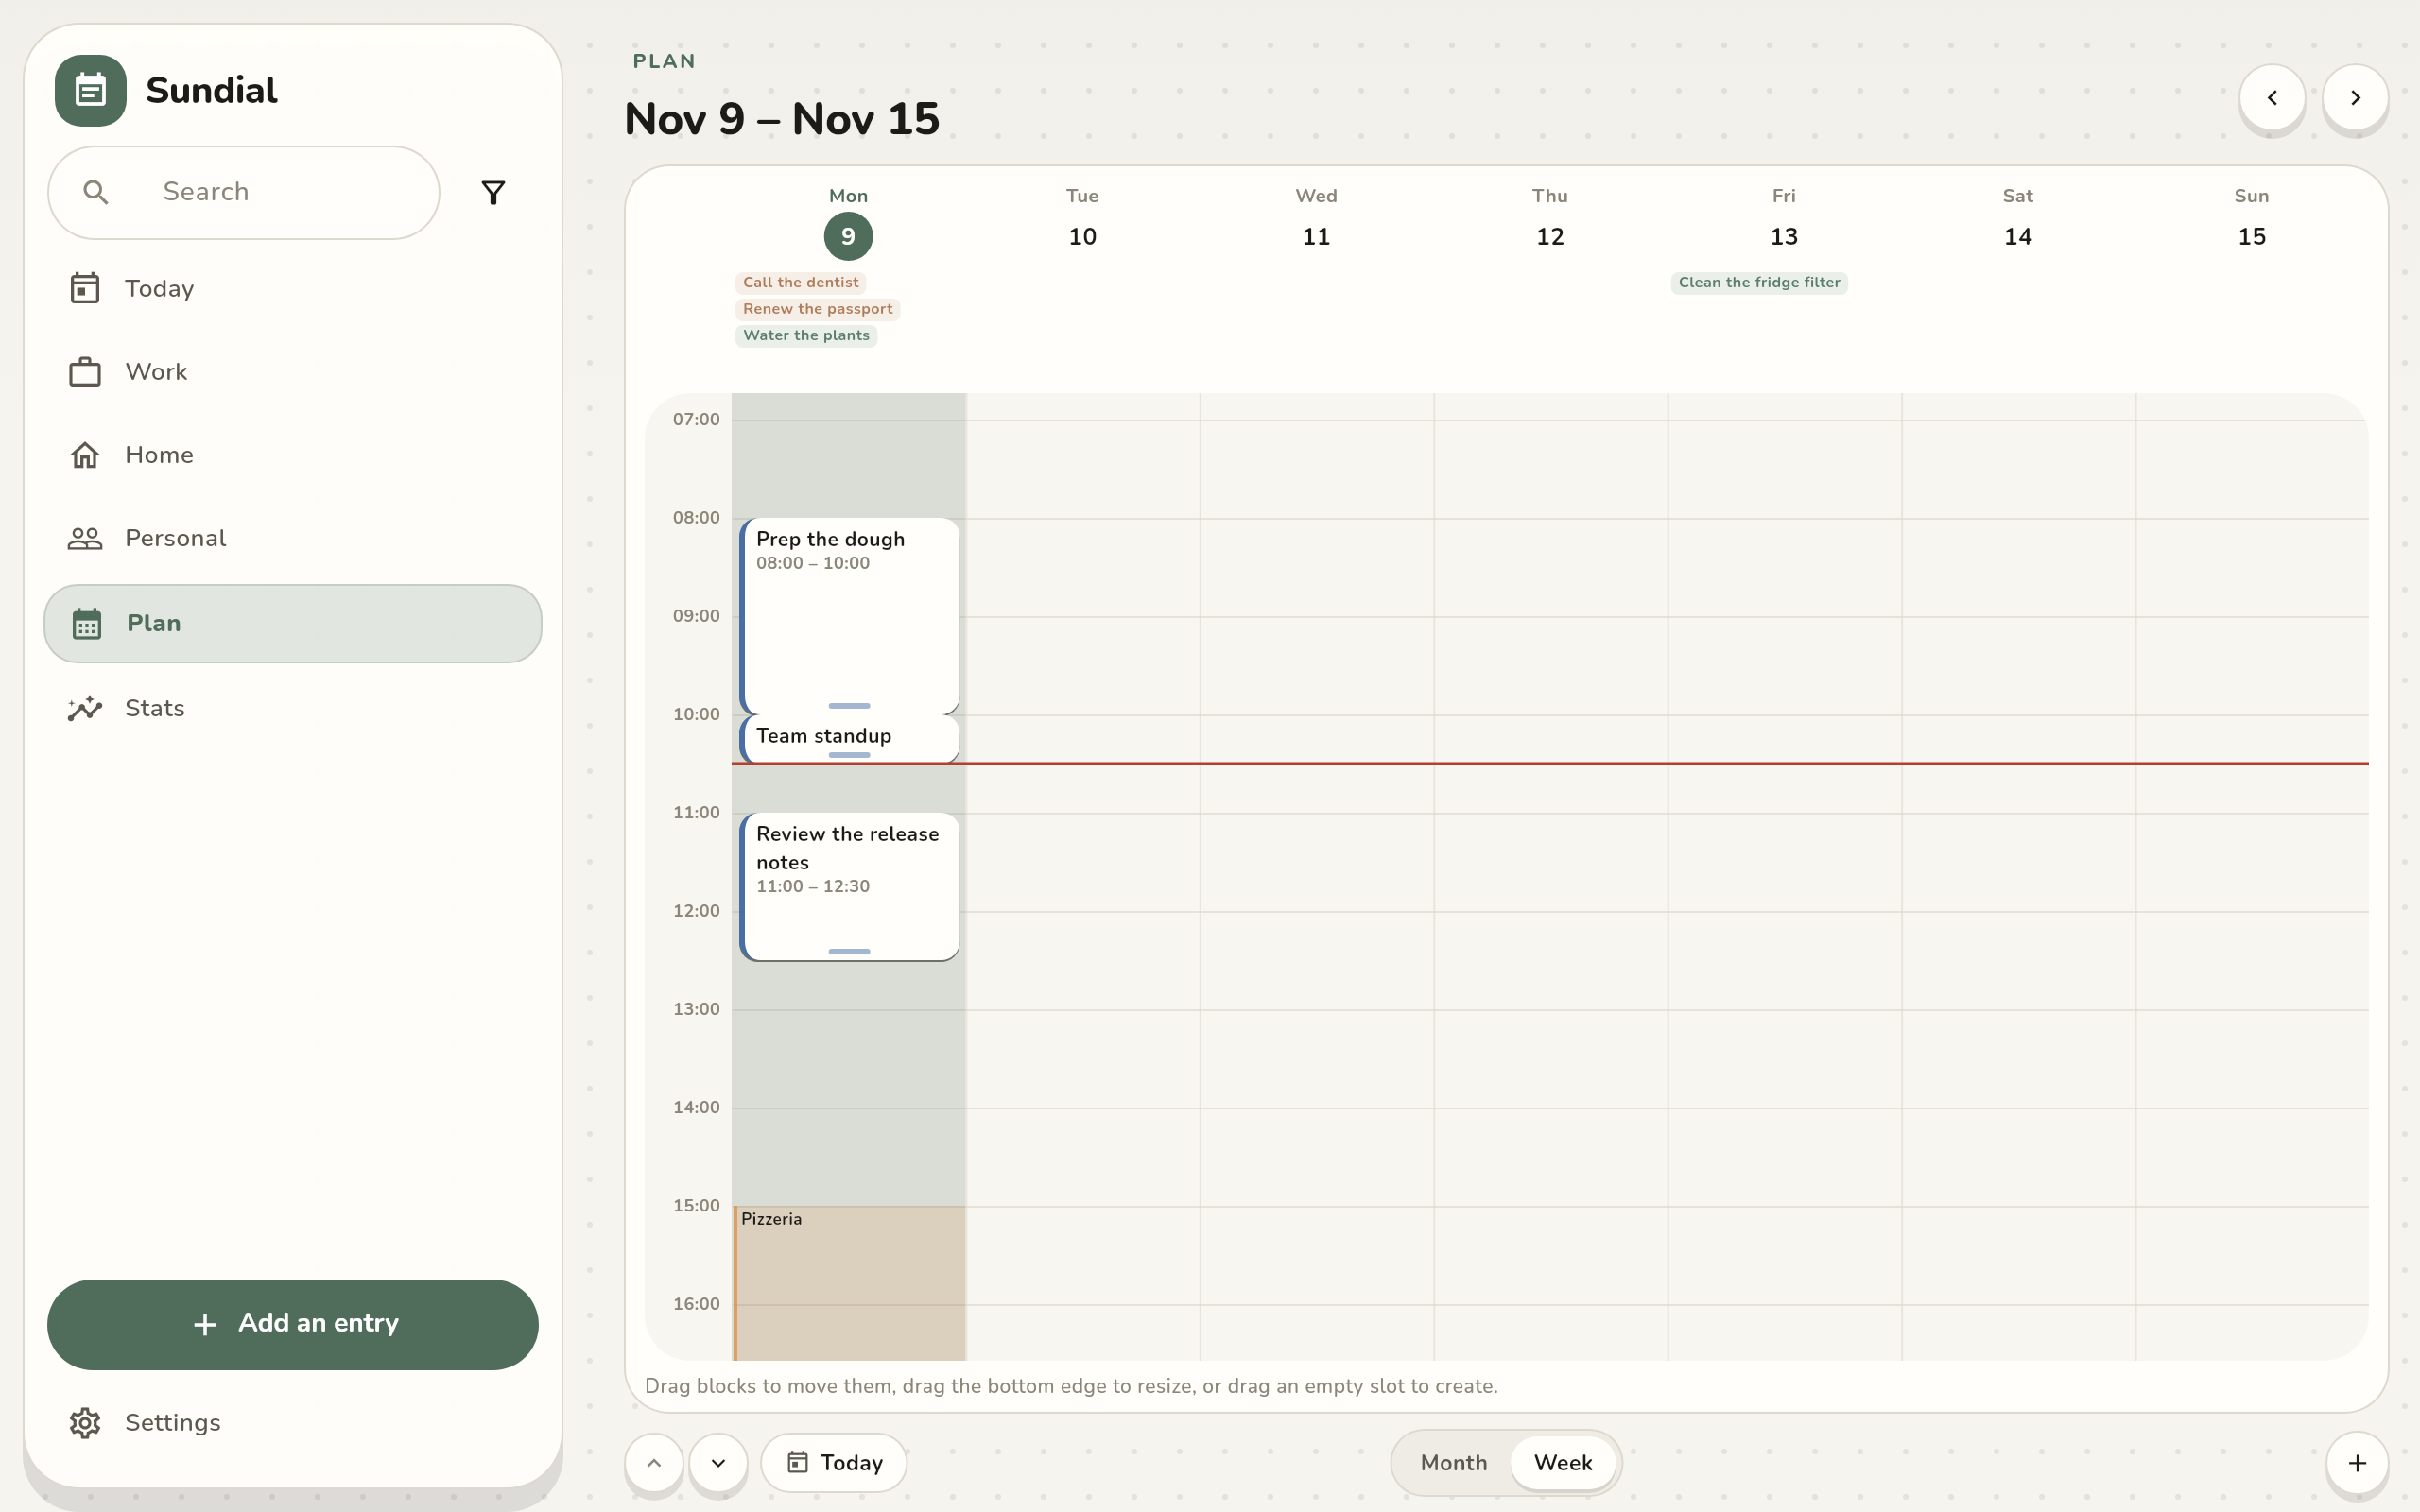 Sundial
Search
Today
Work
Home
Personal
Plan
Stats
Add an entry
Settings
PLAN
Nov 9 – Nov 15
Mon Tue Wed Thu Fri Sat Sun
9 10 11 12 13 14 15
Call the dentist Clean the fridge filter
Renew the passport
Water the plants
07:00
08:00
Prep the dough
08:00 – 10:00
09:00
10:00
Team standup
11:00
Review the release
notes
11:00 – 12:30
12:00
13:00
14:00
15:00
Pizzeria
16:00
Drag blocks to move them, drag the bottom edge to resize, or drag an empty slot to create.
Today Month Week